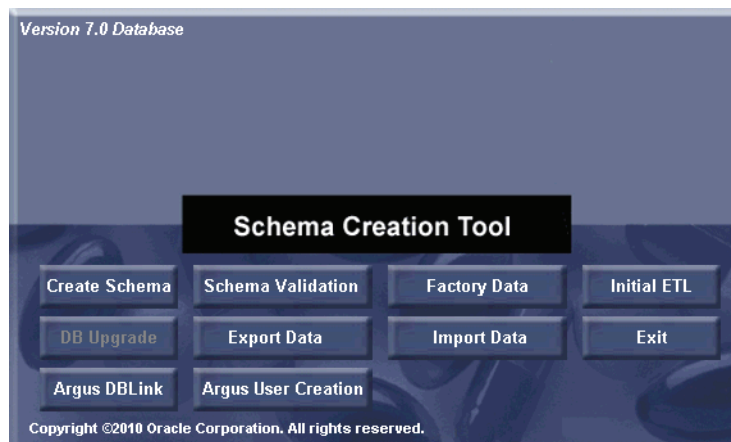 Version 7.0 Database
Schema Creation Tool
Create Schema Schema Validation Factory Data Initial ETL
DB Upgrade Export Data Import Data Exit
Argus DBLink Argus User Creation
Copyright ©2010 Oracle Corporation. All rights reserved.